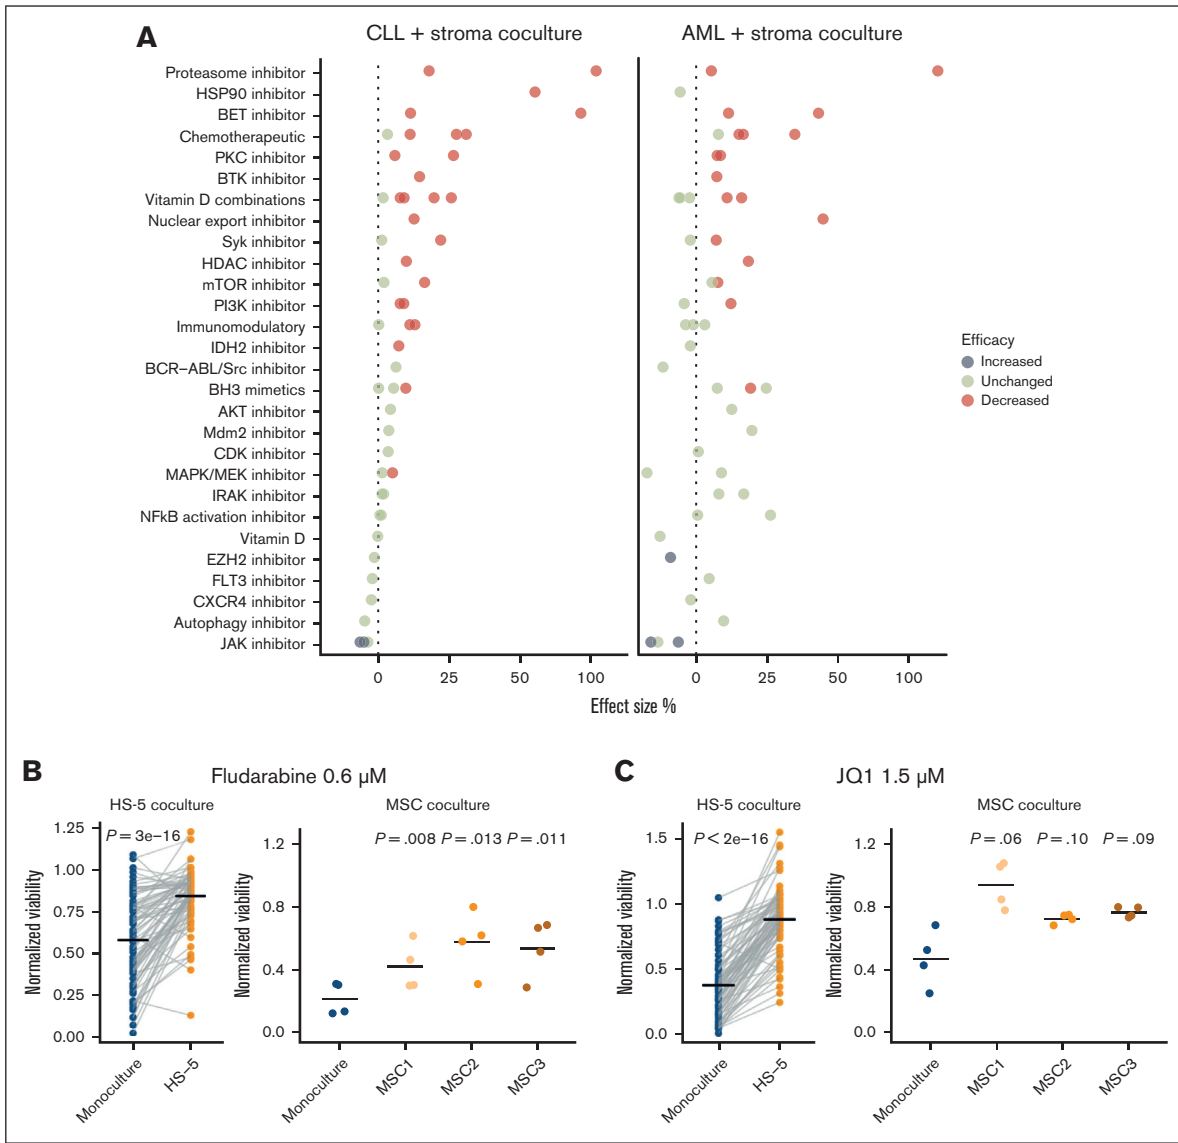 A
CLL + stroma coculture
AML + stroma coculture
Proteasome inhibitor
HSP90 inhibitor
BET inhibitor
Chemotherapeutic
PKC inhibitor
BTK inhibitor
Vitamin D combinations
Nuclear export inhibitor
Syk inhibitor
HDAC inhibitor
mTOR inhibitor
PI3K inhibitor
Immunomodulatory
IDH2 inhibitor
BCR–ABL/Src inhibitor
BH3 mimetics
AKT inhibitor
Mdm2 inhibitor
CDK inhibitor
MAPK/MEK inhibitor
IRAK inhibitor
NFkB activation inhibitor
Vitamin D
EZH2 inhibitor
FLT3 inhibitor
CXCR4 inhibitor
Autophagy inhibitor
JAK inhibitor
0 25 50 100
0 25 50 100
Effect size %
Efficacy
Increased
Unchanged
Decreased
B
Fludarabine 0.6 µM
HS-5 coculture
P = 3e–16
Normalized viability
1.25
1.00
0.75
0.50
0.25
0.00
Monoculture
HS-5
MSC coculture
P = .008 P = .013 P = .011
Normalized viability
1.2
0.8
0.4
0.0
Monoculture
MSC1
MSC2
MSC3
C
JQ1 1.5 µM
HS-5 coculture
P < 2e–16
Normalized viability
1.5
1.0
0.5
0.0
Monoculture
HS-5
MSC coculture
P = .06 P = .10 P = .09
Normalized viability
1.2
0.8
0.4
0.0
Monoculture
MSC1
MSC2
MSC3